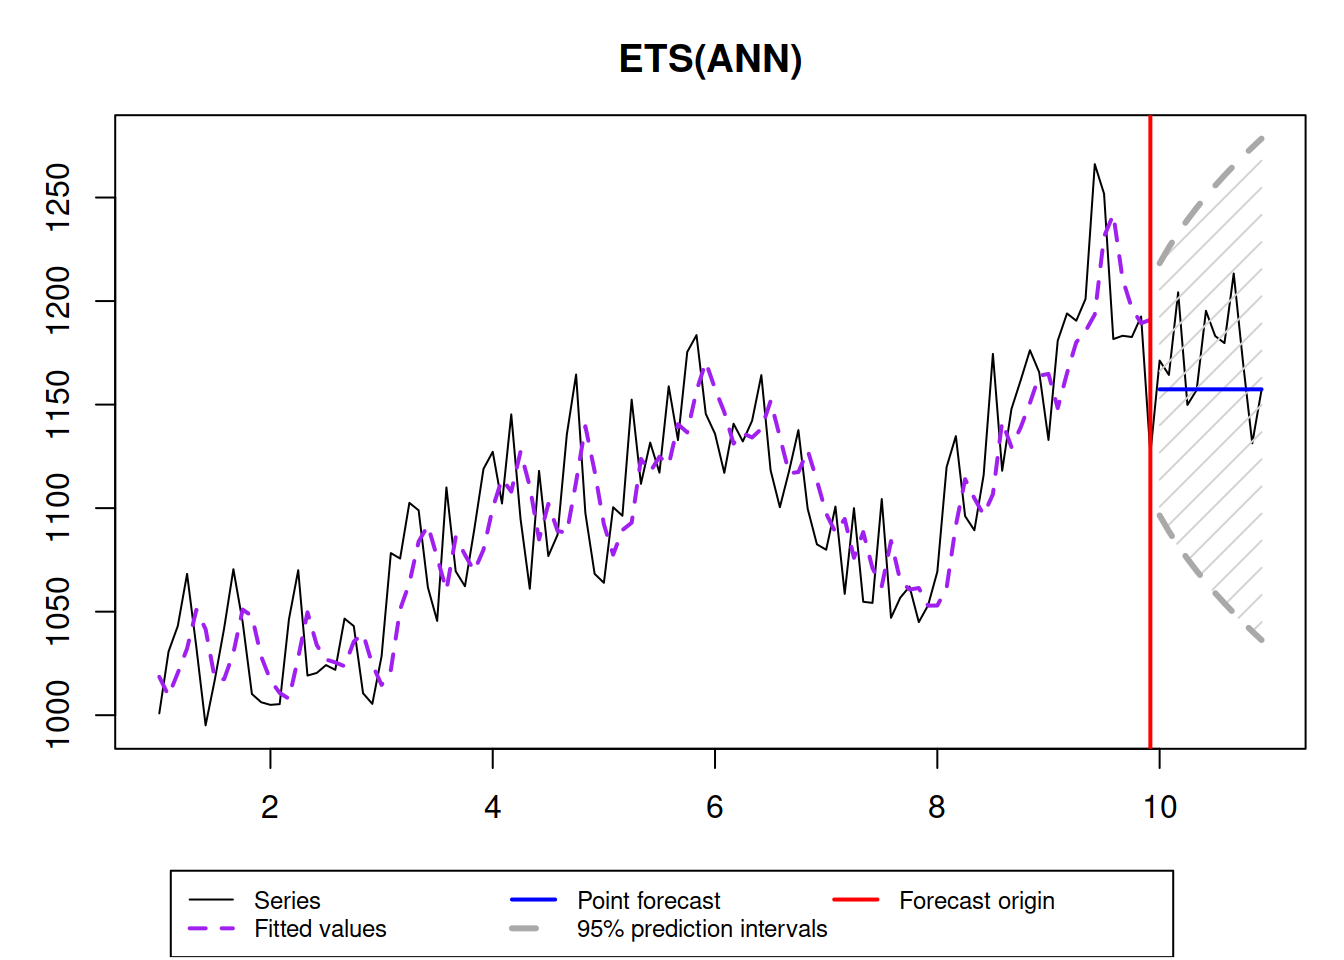 ETS(ANN)
1250
1200
1150
1100
1050
1000
2 4 6 8 10
Series Point forecast Forecast origin
Fitted values 95% prediction intervals